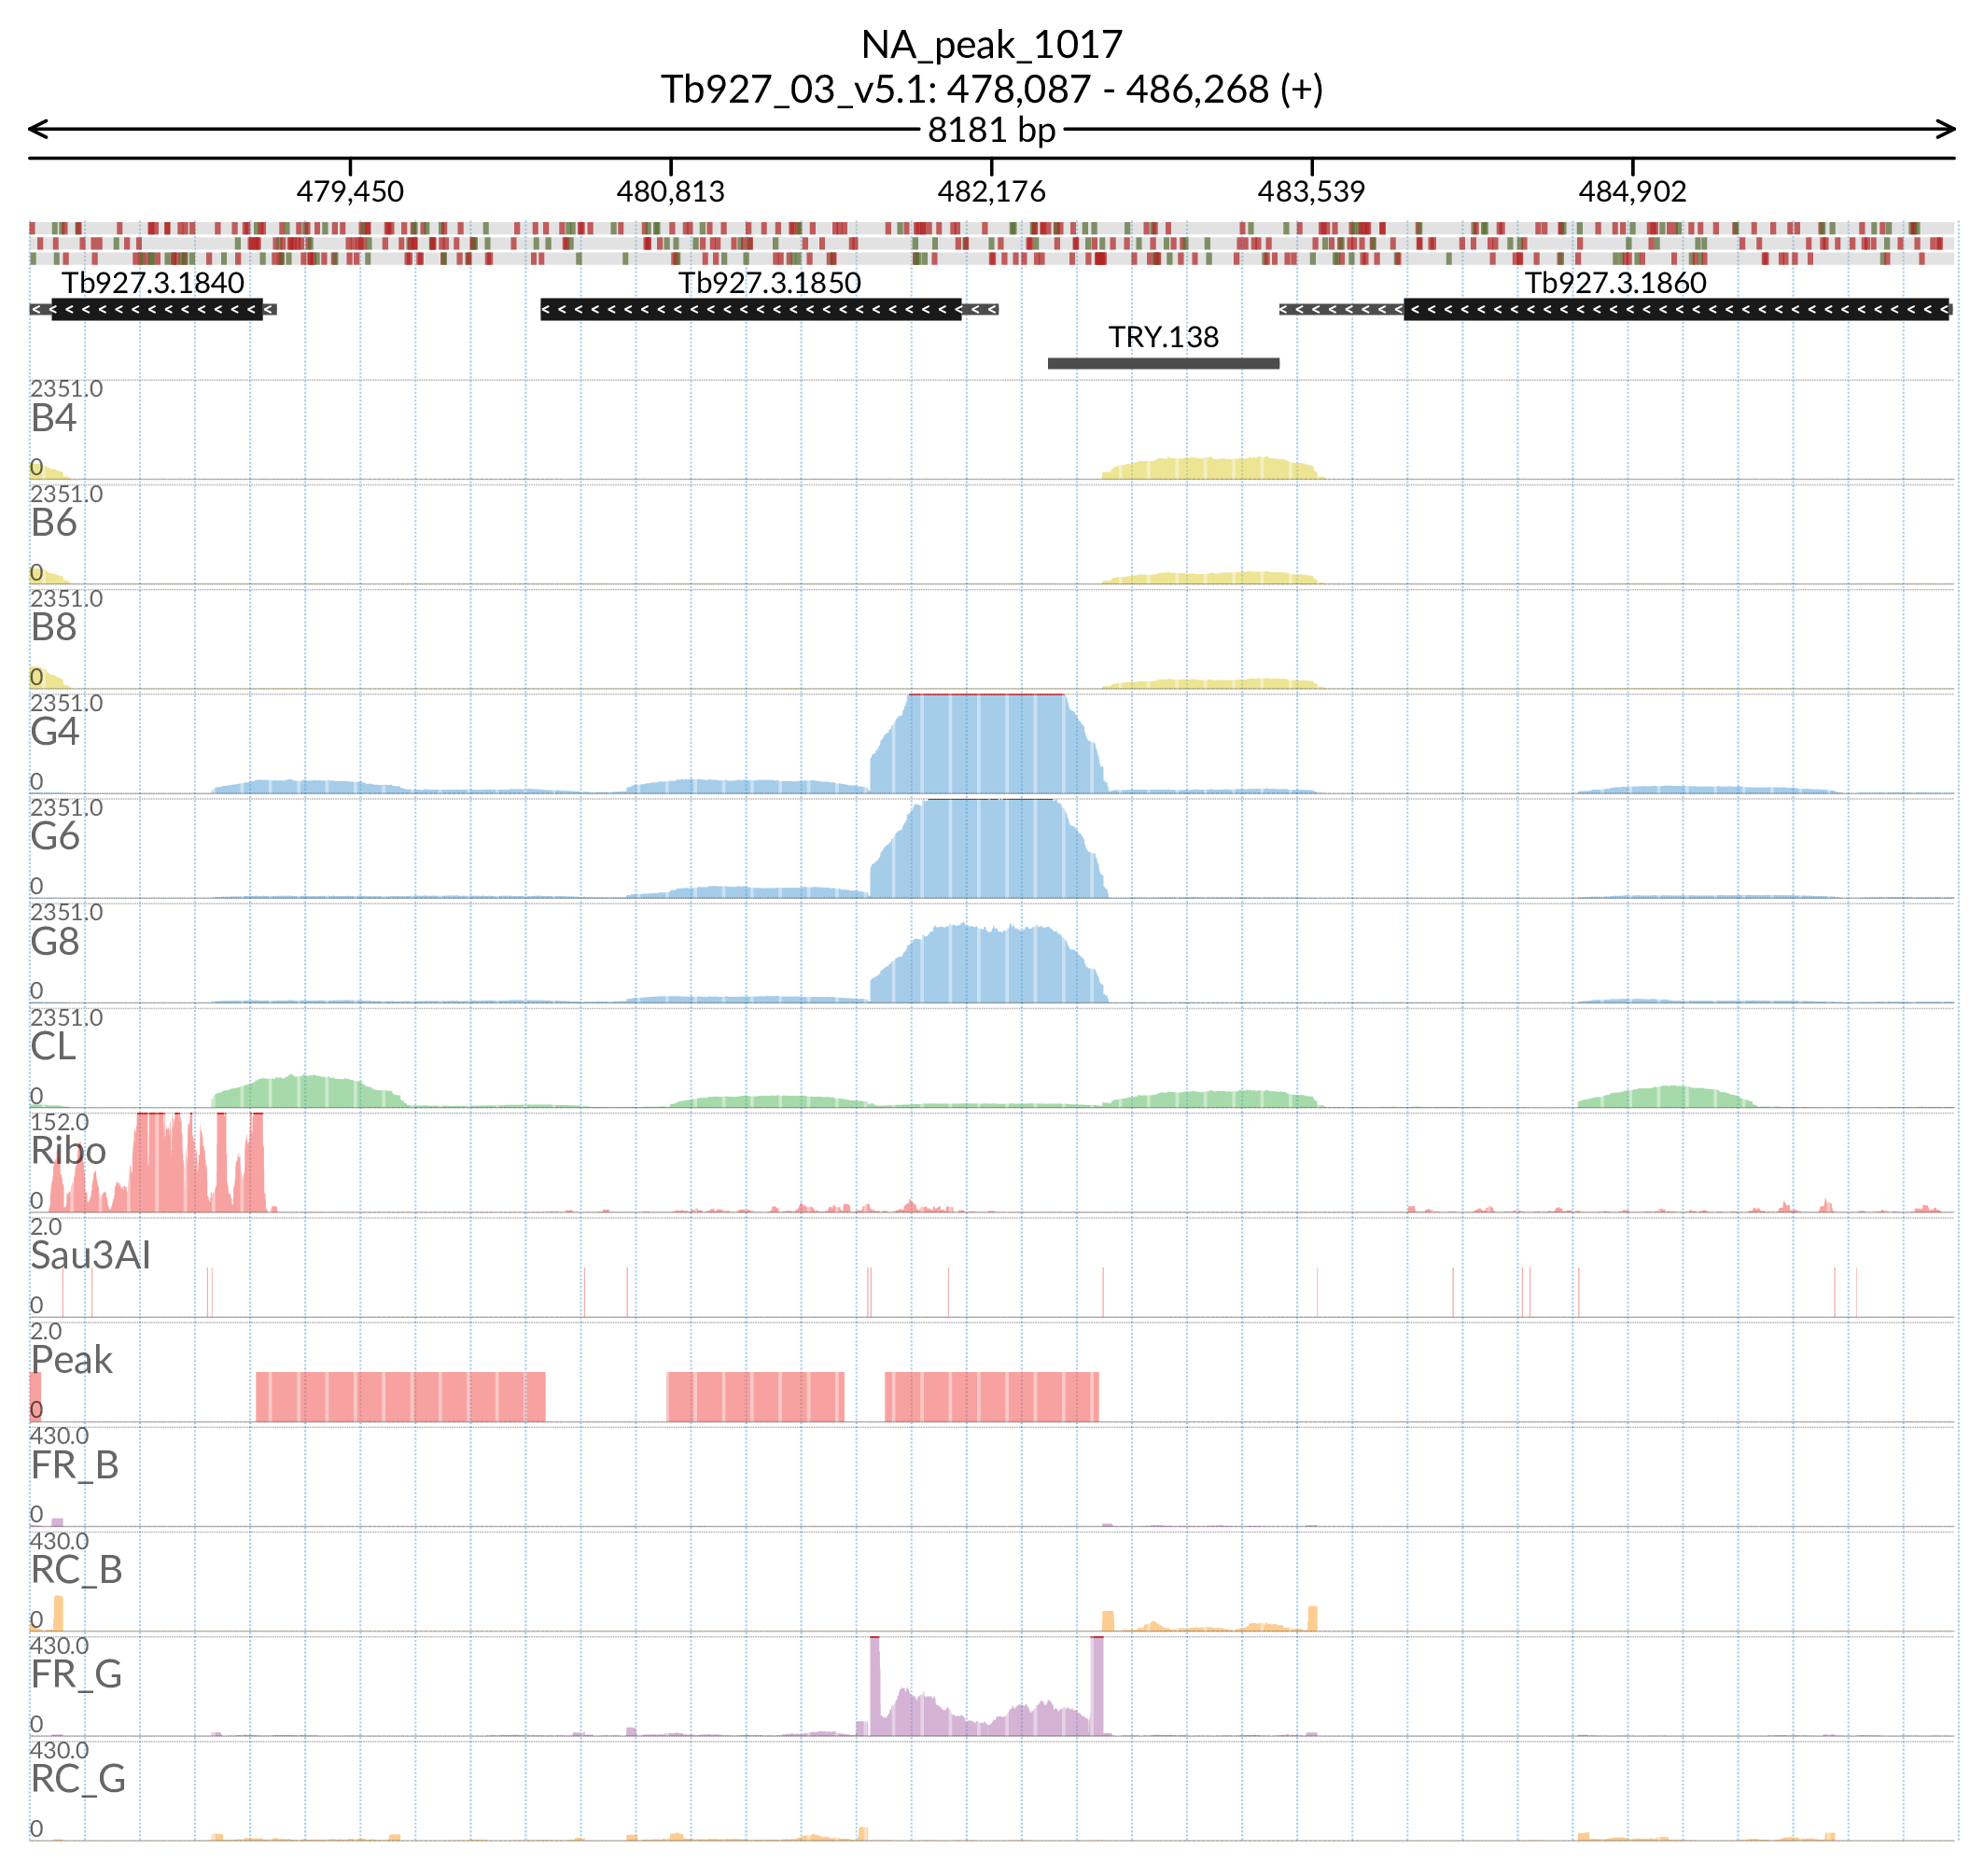 NA_peak_1017
Tb927_03_v5.1: 478,087 - 486,268 (+)
8181 bp
479,450 480,813 482,176 483,539 484,902
Tb927.3.1840 Tb927.3.1850 Tb927.3.1860
TRY.138
2351.0
B4
0
2351.0
B6
0
2351.0
B8
0
2351.0
G4
0
2351.0
G6
0
2351.0
G8
0
2351.0
CL
0
152.0
Ribo
0
2.0
Sau3AI
0
2.0
Peak
0
430.0
FR_B
0
430.0
RC_B
0
430.0
FR_G
0
430.0
RC_G
0